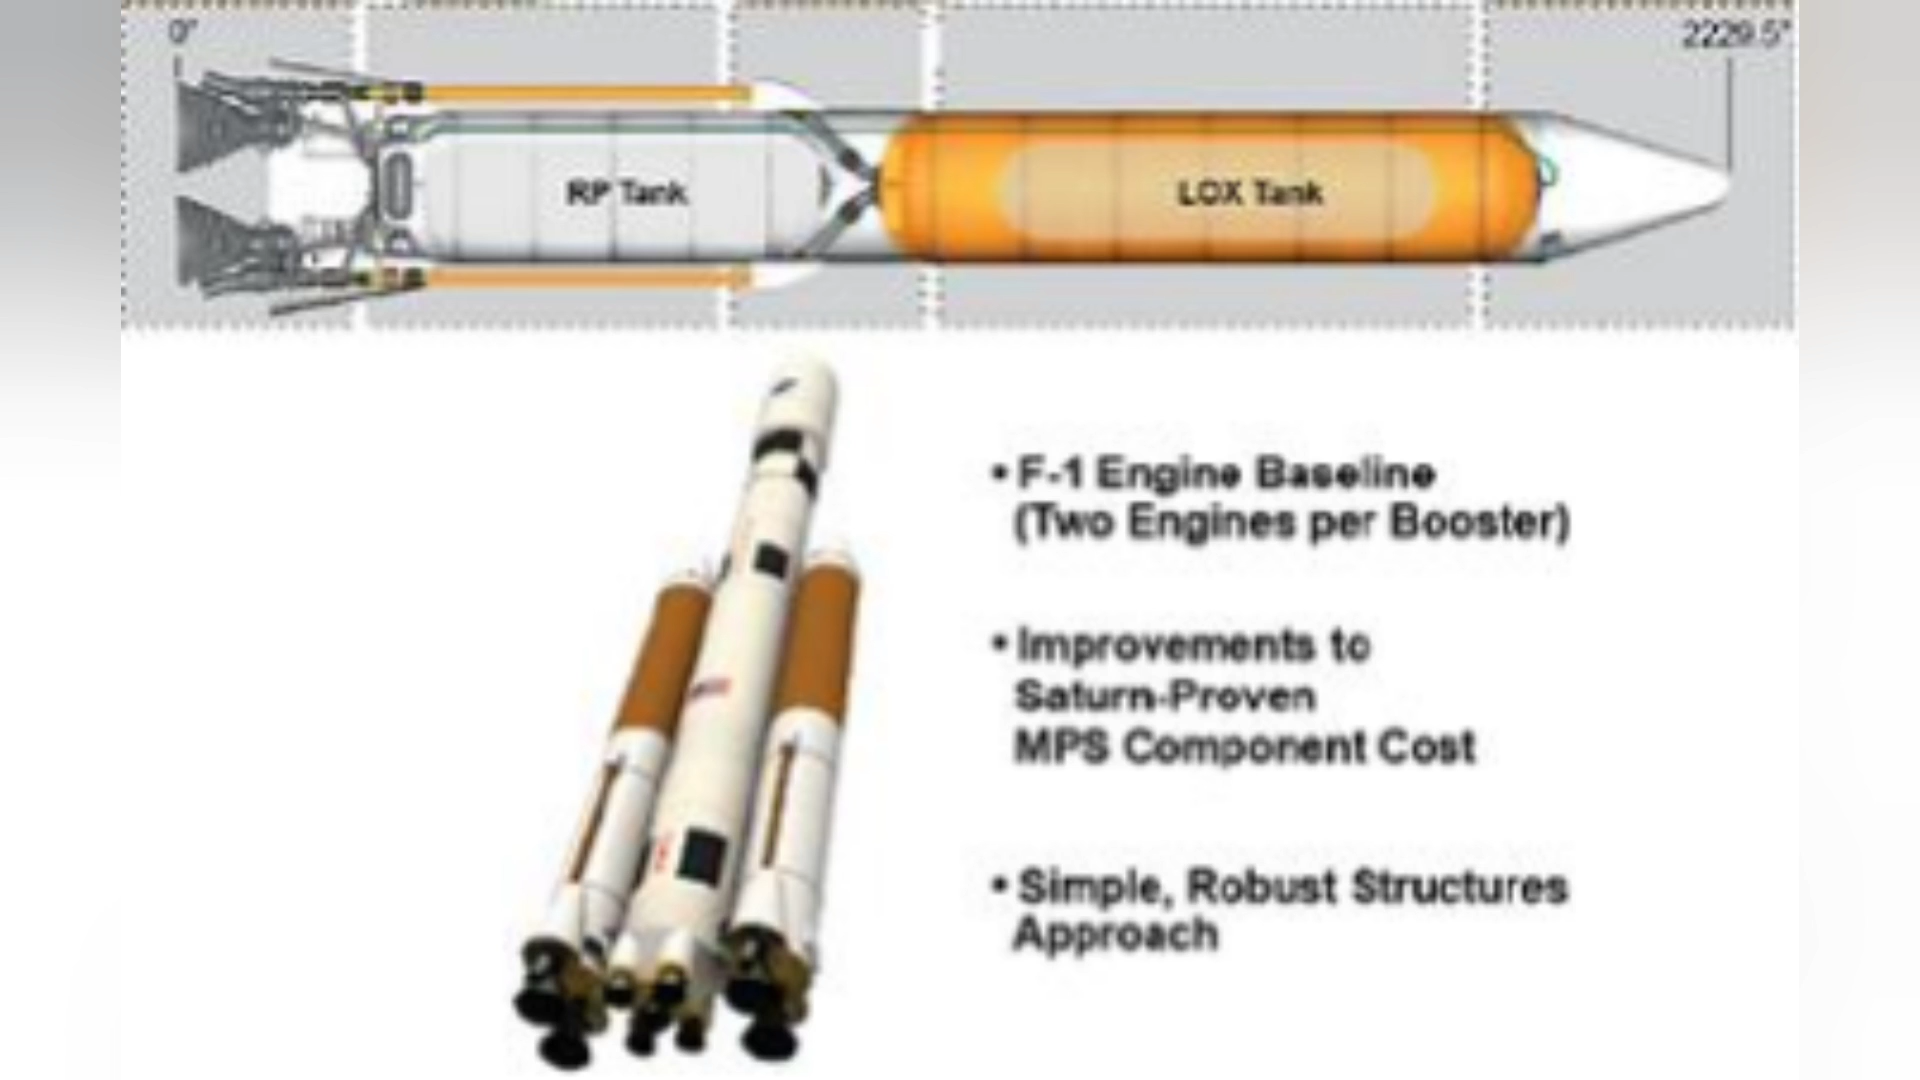 0"
2229.5"
RP Tank
LOX Tank
• F-1 Engine Baseline
(Two Engines per Booster)
• Improvements to
Saturn-Proven
MPS Component Cost
• Simple, Robust Structures
Approach